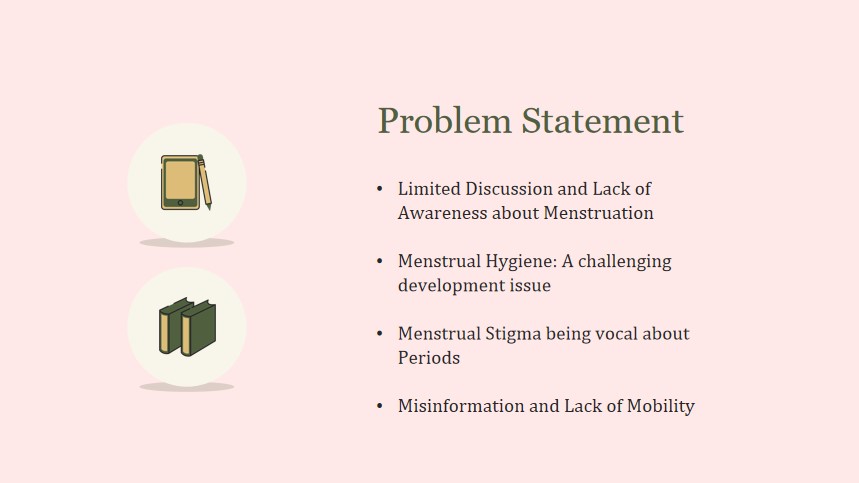 Problem Statement
• Limited Discussion and Lack of
Awareness about Menstruation
• Menstrual Hygiene: A challenging
development issue
• Menstrual Stigma being vocal about
Periods
• Misinformation and Lack of Mobility